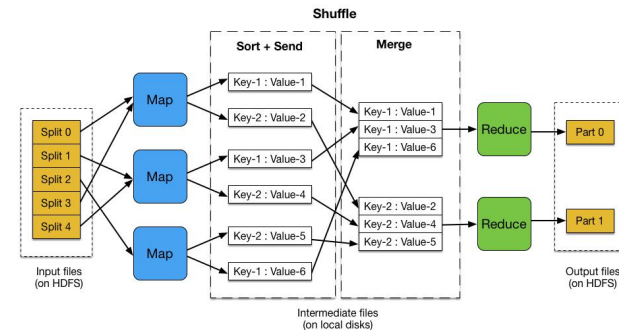 Shuffle
Sort + Send
Merge
Split 0
Split 1
Split 2
Split 3
Split 4
Input files
(on HDFS)
Map
Map
Map
Key-1 : Value-1
Key-2 : Value-2
Key-1 : Value-3
Key-2 : Value-4
Key-2 : Value-5
Key-1 : Value-6
Key-1 : Value-1
Key-1 : Value-3
Key-1 : Value-6
Key-2 : Value-2
Key-2 : Value-4
Key-2 : Value-5
Intermediate files
(on local disks)
Reduce
Reduce
Part 0
Part 1
Output files
(on HDFS)